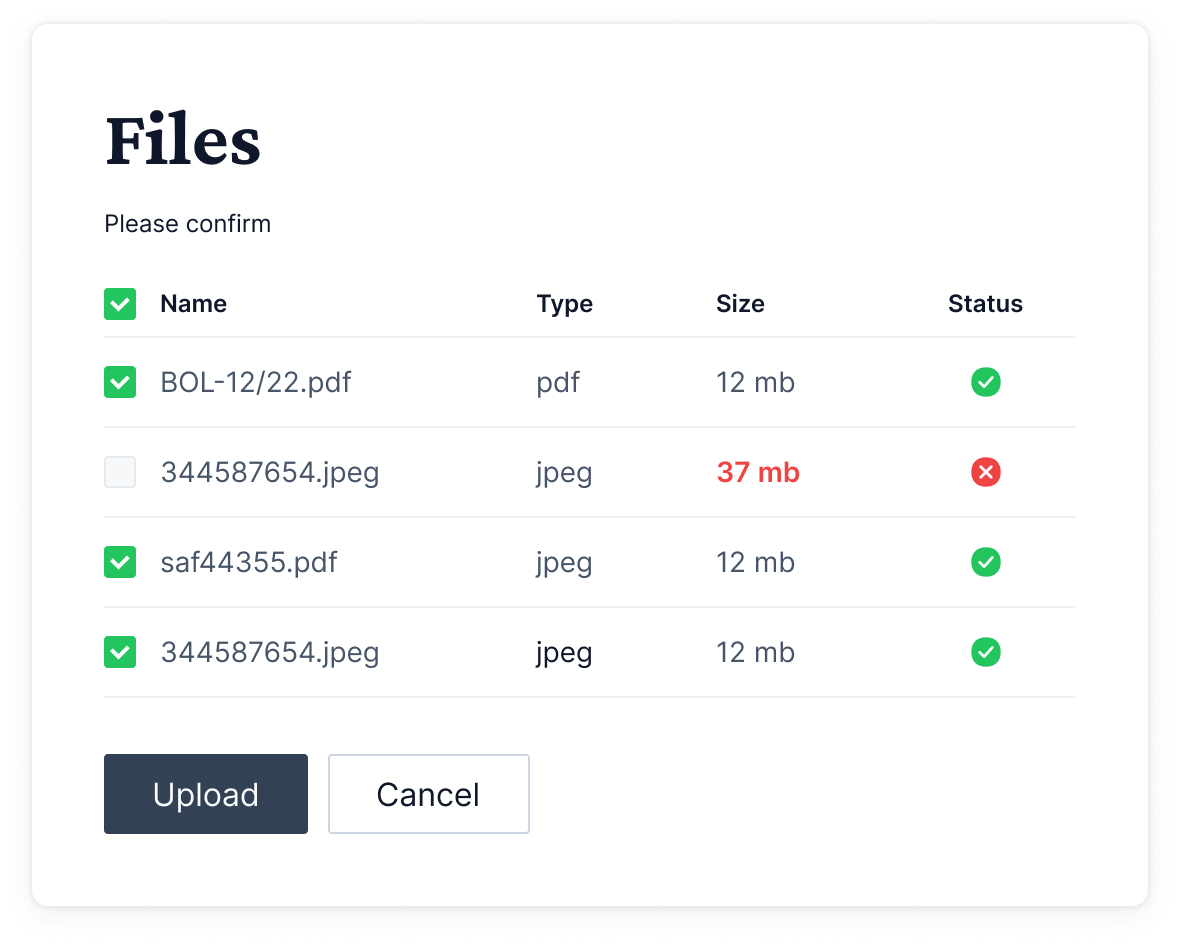 Files
Please confirm
Name Type Size Status
BOL-12/22.pdf pdf 12 mb
344587654.jpeg jpeg 37 mb
saf44355.pdf jpeg 12 mb
344587654.jpeg jpeg 12 mb
Upload Cancel